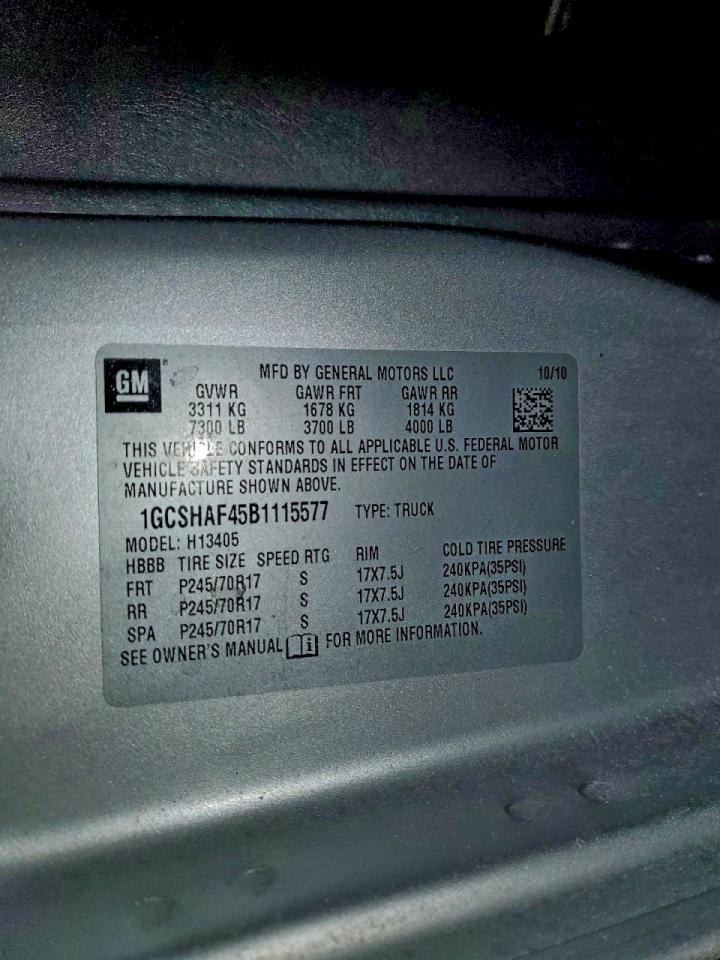 GM ® MFD BY GENERAL MOTORS LLC 10/10
GVWR GAWR FRT GAWR RR
3311 KG 1678 KG 1814 KG
7300 LB 3700 LB 4000 LB
THIS VEHICLE CONFORMS TO ALL APPLICABLE U.S. FEDERAL MOTOR
VEHICLE SAFETY STANDARDS IN EFFECT ON THE DATE OF
MANUFACTURE SHOWN ABOVE.
1GCSHAF45B1115577 TYPE: TRUCK
MODEL: H13405
HBBB TIRE SIZE SPEED RTG RIM COLD TIRE PRESSURE
FRT P245/70R17 S 17X7.5J 240KPA(35PSI)
RR P245/70R17 S 17X7.5J 240KPA(35PSI)
SPA P245/70R17 S 17X7.5J 240KPA(35PSI)
SEE OWNER'S MANUAL i FOR MORE INFORMATION.